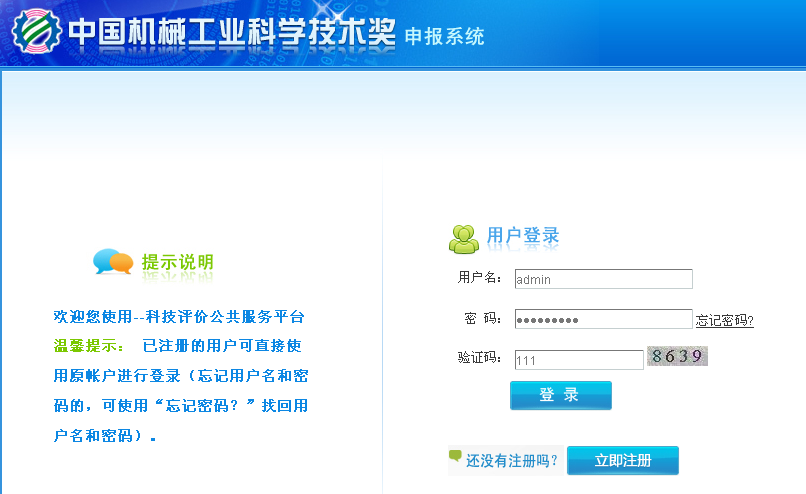 中国机械工业科学技术奖 申报系统
提示说明
欢迎您使用--科技评价公共服务平台
温馨提示： 已注册的用户可直接使
用原帐户进行登录（忘记用户名和密
码的，可使用“忘记密码？”找回用
户名和密码）。
用户登录
用户名： admin
密 码： ●●●●●●●●● 忘记密码?
验证码： 111 8639
登 录
还没有注册吗? 立即注册